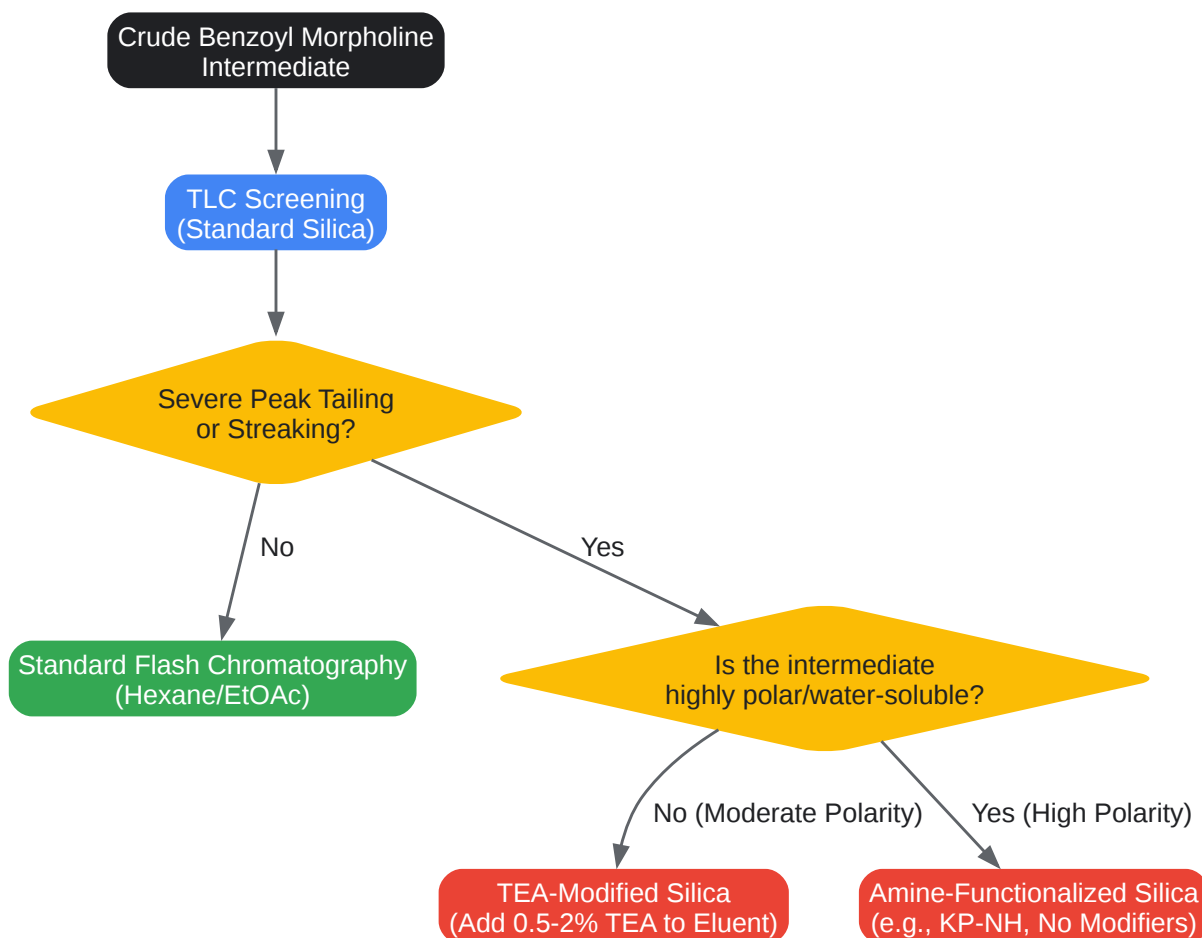 Crude Benzoyl Morpholine
Intermediate
TLC Screening
(Standard Silica)
Severe Peak Tailing
or Streaking?
No
Yes
Standard Flash Chromatography
(Hexane/EtOAc)
Is the intermediate
highly polar/water-soluble?
No (Moderate Polarity)
Yes (High Polarity)
TEA-Modified Silica
(Add 0.5-2% TEA to Eluent)
Amine-Functionalized Silica
(e.g., KP-NH, No Modifiers)